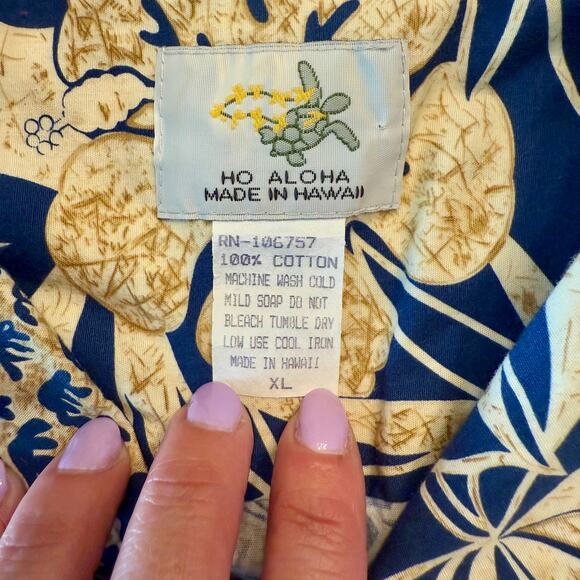 HO ALOHA
MADE IN HAWAII
RN-106757
100% COTTON
MACHINE WASH COLD
MILD SOAP DO NOT
BLEACH TUMBLE DRY
LOW USE COOL IRON
MADE IN HAWAII
XL